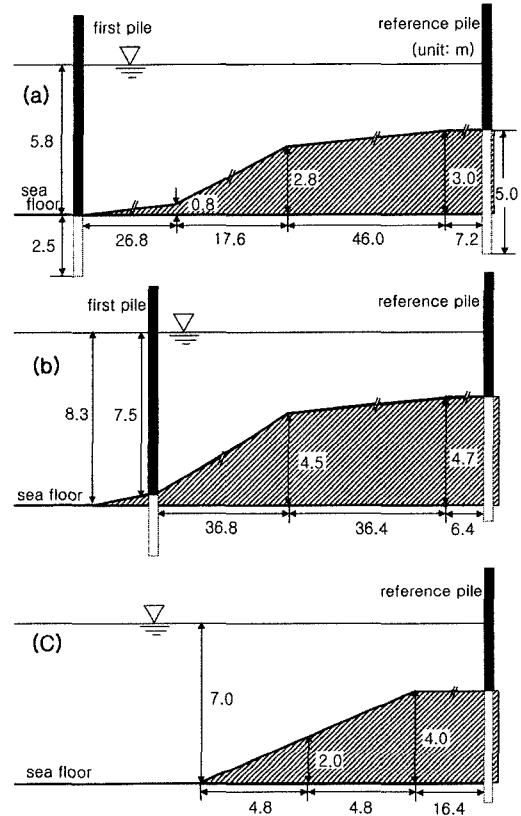 first pile
reference pile
(unit: m)
(a)
5.8
sea
floor
0.8
2.8
3.0
5.0
2.5
26.8
17.6
46.0
7.2
first pile
reference pile
(b)
8.3
7.5
4.5
4.7
sea floor
36.8
36.4
6.4
reference pile
(C)
7.0
2.0
4.0
sea floor
4.8
4.8
16.4